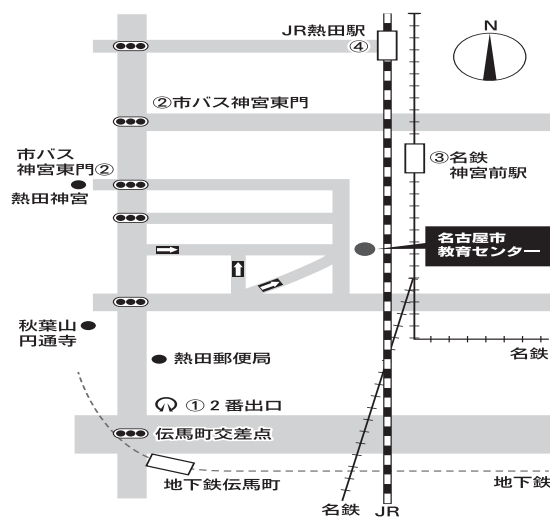 JR熱田駅
④
N
②市バス神宮東門
市バス
神宮東門②
熱田神宮
③名鉄
神宮前駅
名古屋市
教育センター
秋葉山
円通寺
名鉄
熱田郵便局
①２番出口
伝馬町交差点
地下鉄伝馬町
地下鉄
名鉄
JR